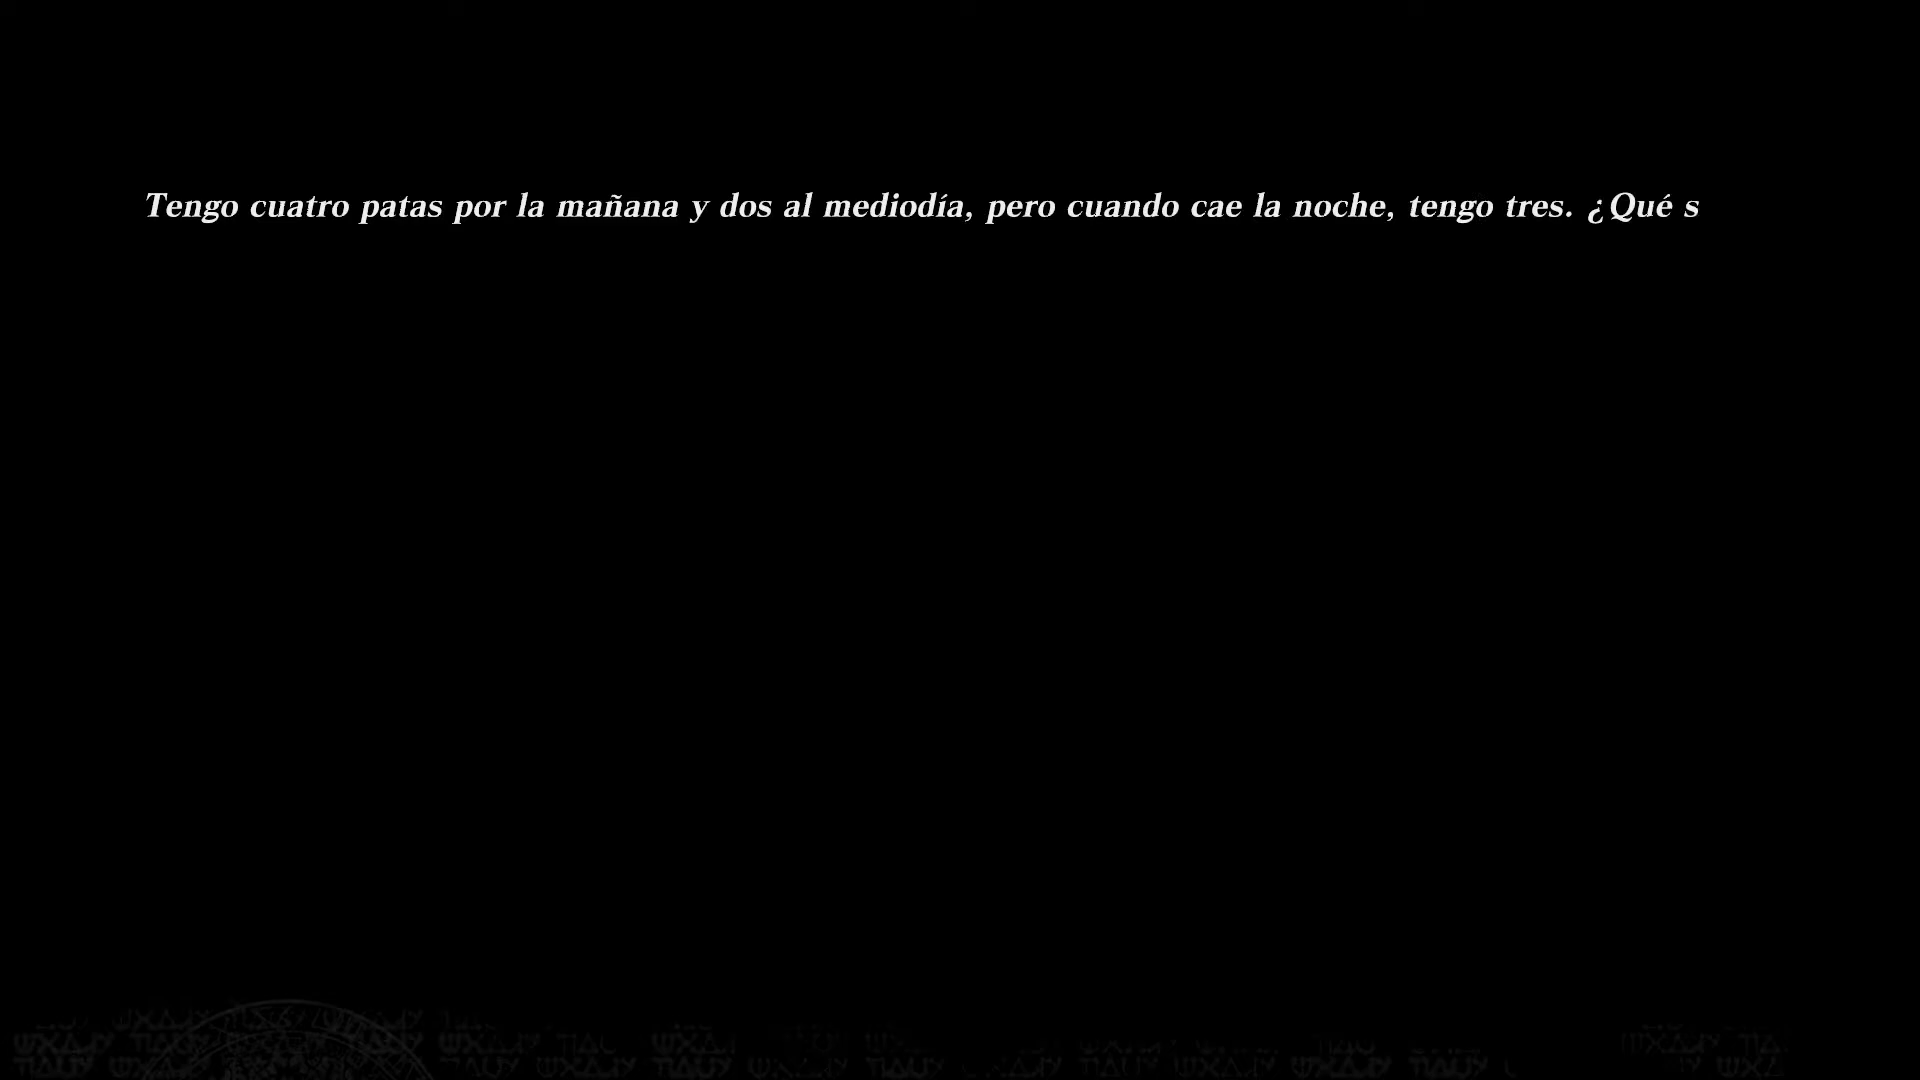 Tengo cuatro patas por la mañana y dos al mediodía, pero cuando cae la noche, tengo tres. ¿Qué s